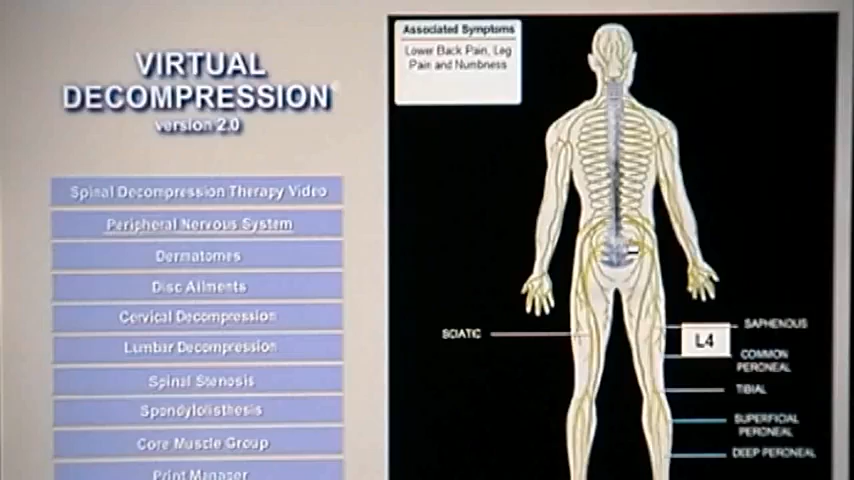 VIRTUAL
DECOMPRESSION
version 2.0
Spinal Decompression Therapy Video
Peripheral Nervous System
Dermatomes
Disc Ailments
Cervical Decompression
Lumbar Decompression
Spinal Stenosis
Spondylolisthesis
Core Muscle Group
Print Manager
Associated Symptoms
Lower Back Pain, Leg
Pain and Numbness
SCIATIC
SAPHENOUS
L4
COMMON
PERONEAL
TIBIAL
SUPERFICIAL
PERONEAL
DEEP PERONEAL